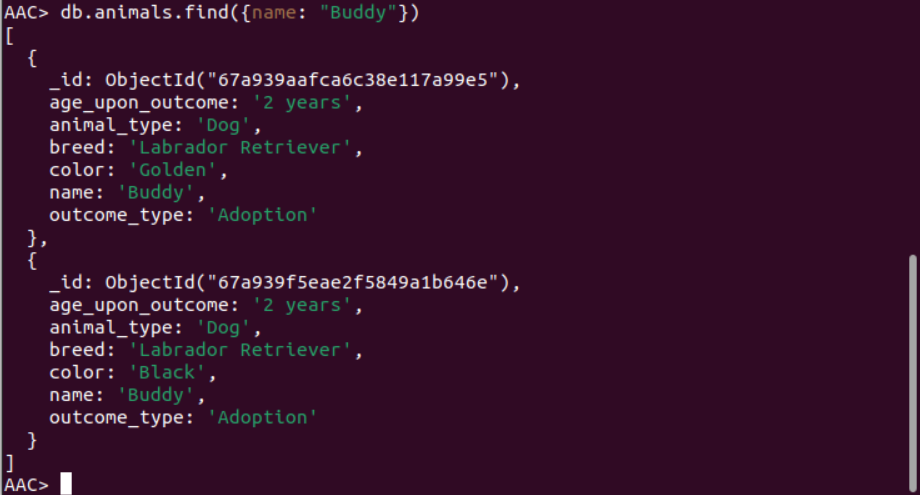 AAC> db.animals.find({name: "Buddy"})
[
  {
    _id: ObjectId("67a939aafca6c38e117a99e5"),
    age_upon_outcome: '2 years',
    animal_type: 'Dog',
    breed: 'Labrador Retriever',
    color: 'Golden',
    name: 'Buddy',
    outcome_type: 'Adoption'
  },
  {
    _id: ObjectId("67a939f5eae2f5849a1b646e"),
    age_upon_outcome: '2 years',
    animal_type: 'Dog',
    breed: 'Labrador Retriever',
    color: 'Black',
    name: 'Buddy',
    outcome_type: 'Adoption'
  }
]
AAC>